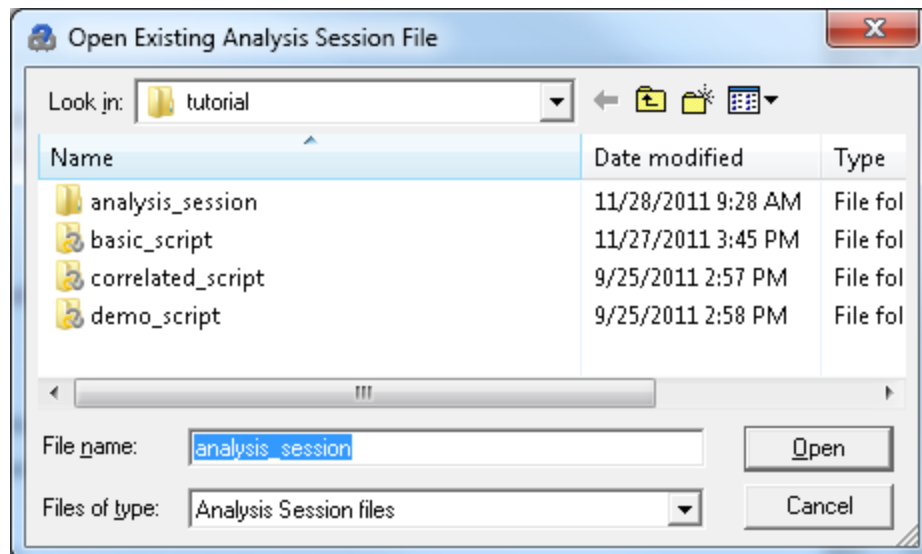 Open Existing Analysis Session File
Look in: tutorial
Name Date modified Type
analysis_session 11/28/2011 9:28 AM File fol
basic_script 11/27/2011 3:45 PM File fol
correlated_script 9/25/2011 2:57 PM File fol
demo_script 9/25/2011 2:58 PM File fol
File name: analysis_session Open
Files of type: Analysis Session files Cancel